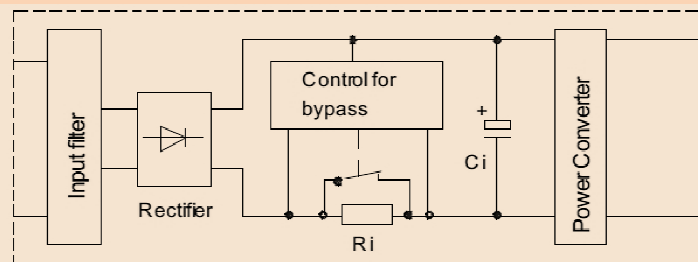 Input filter
Rectifier
Control for
bypass
Ri
+
Ci
Power Converter